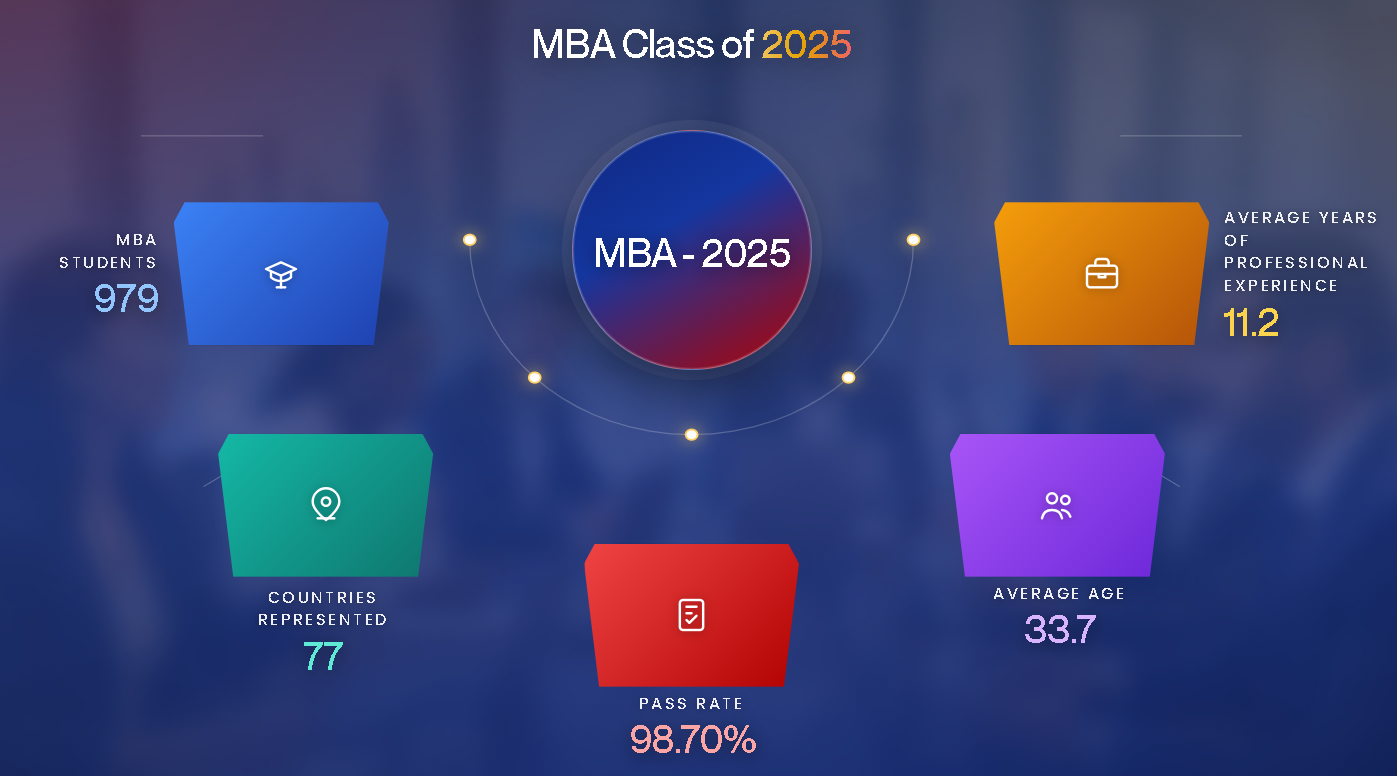 MBA Class of 2025
MBA - 2025
MBA
STUDENTS
979
AVERAGE YEARS
OF
PROFESSIONAL
EXPERIENCE
11.2
COUNTRIES
REPRESENTED
77
AVERAGE AGE
33.7
PASS RATE
98.70%